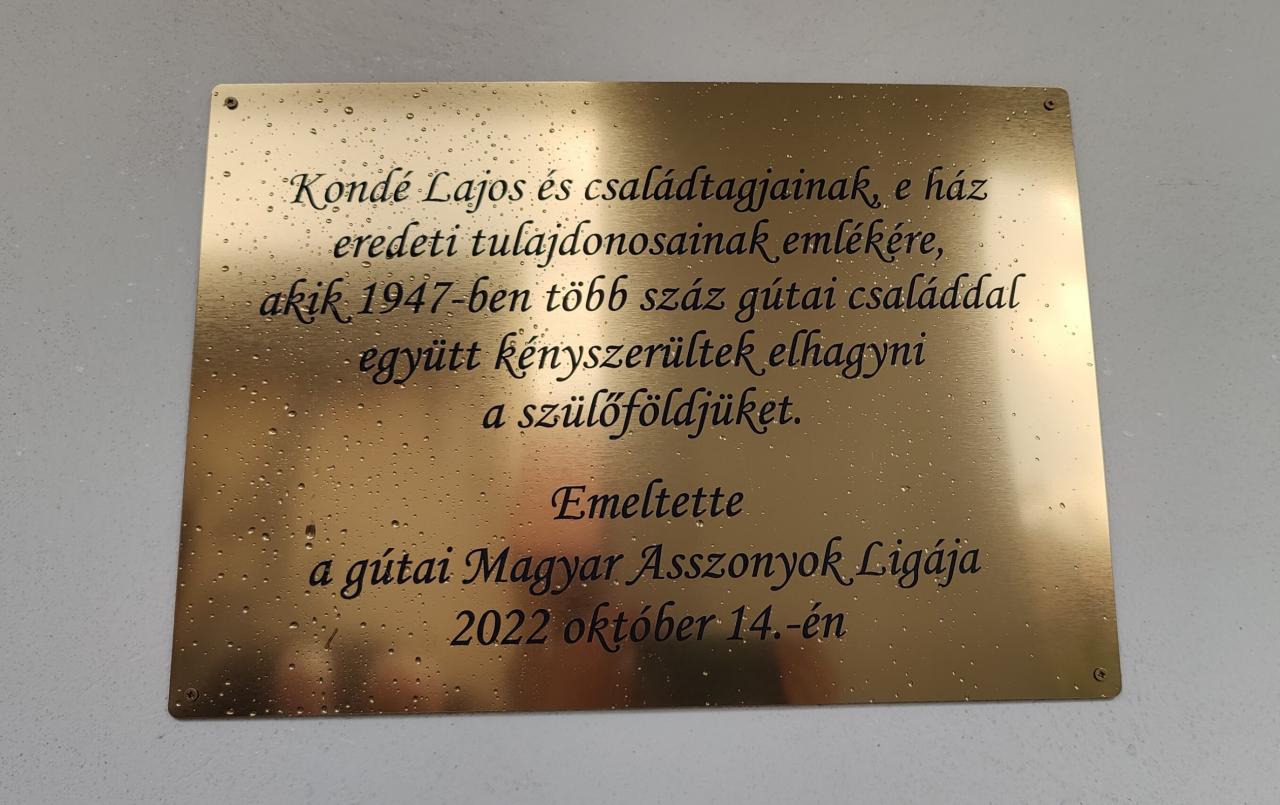 Kondé Lajos és családtagjainak, e ház
eredeti tulajdonosainak emlékére,
akik 1947-ben több száz gútai családdal
együtt kényszerültek elhagyni
a szülőföldjüket.
Emeltette
a gútai Magyar Asszonyok Ligája
2022 október 14.-én